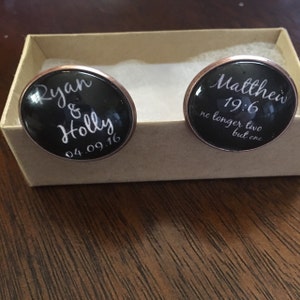 Ryan
&
Holly
04.09.16
Matthew
19:6
no longer two
but one